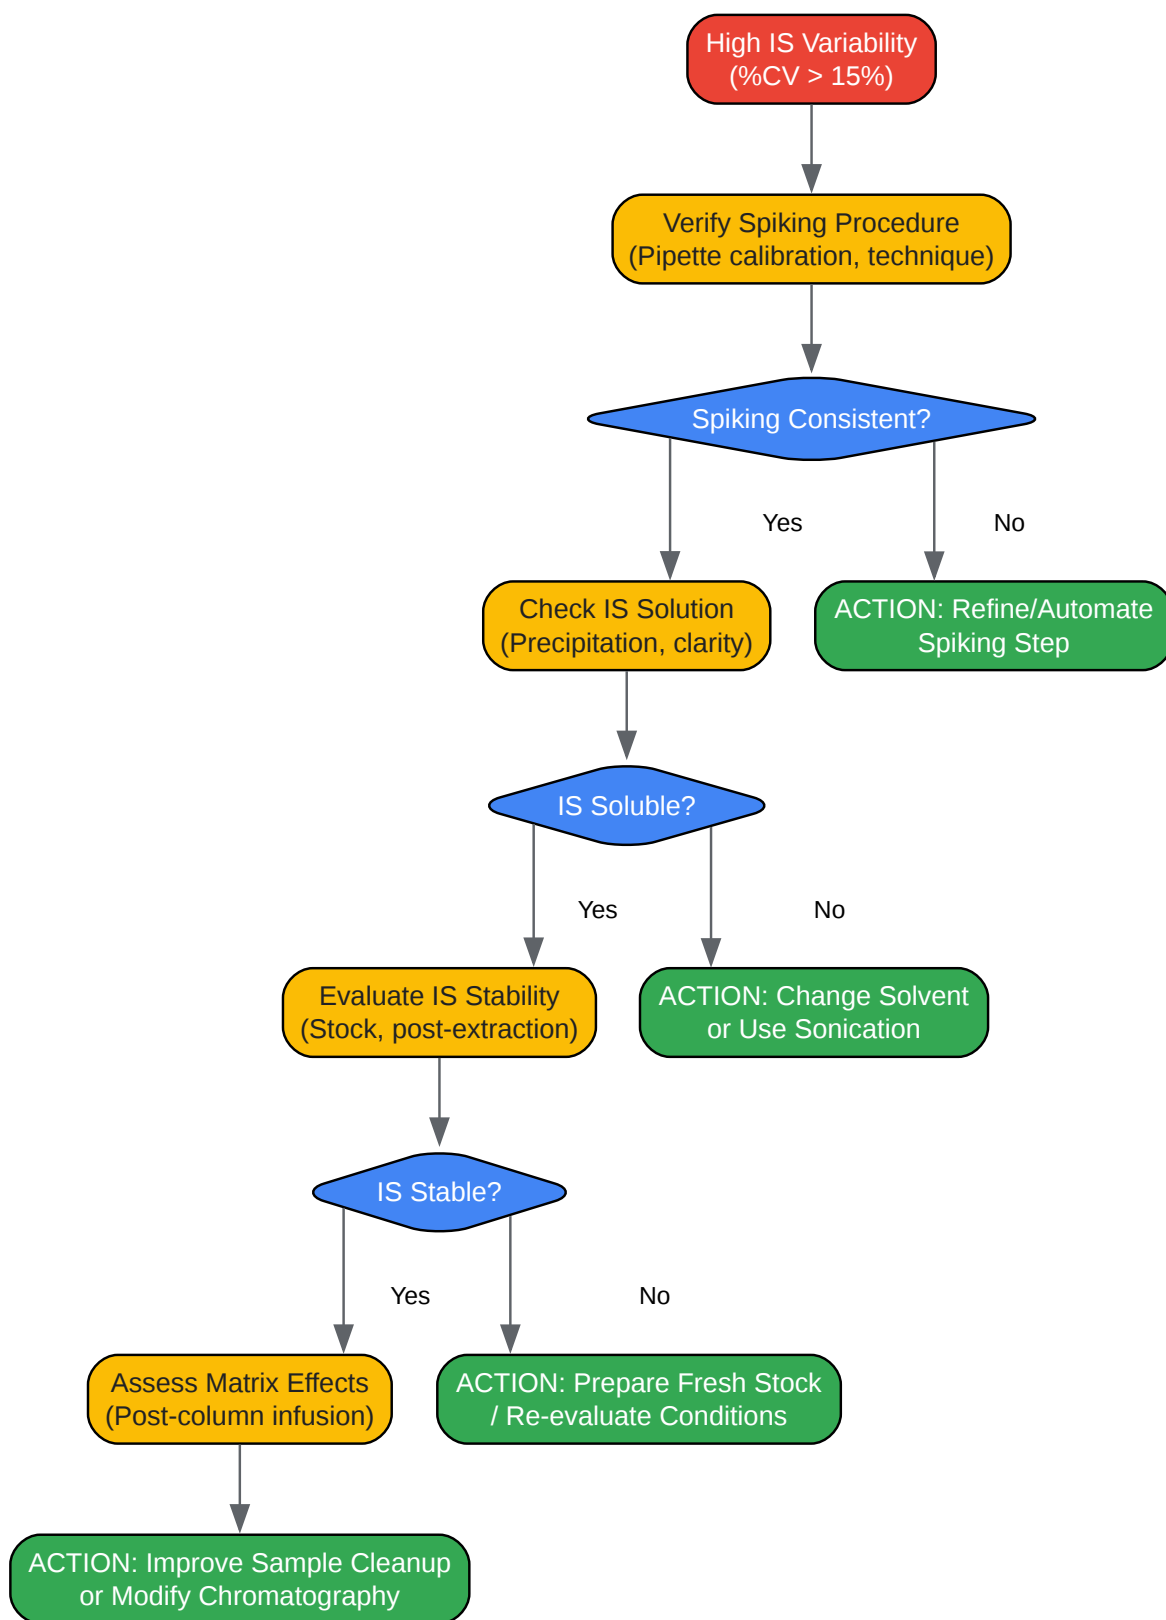 High IS Variability
(%CV > 15%)
Verify Spiking Procedure
(Pipette calibration, technique)
Spiking Consistent?
Yes
No
Check IS Solution
(Precipitation, clarity)
ACTION: Refine/Automate
Spiking Step
IS Soluble?
Yes
No
Evaluate IS Stability
(Stock, post-extraction)
ACTION: Change Solvent
or Use Sonication
IS Stable?
Yes
No
Assess Matrix Effects
(Post-column infusion)
ACTION: Prepare Fresh Stock
/ Re-evaluate Conditions
ACTION: Improve Sample Cleanup
or Modify Chromatography